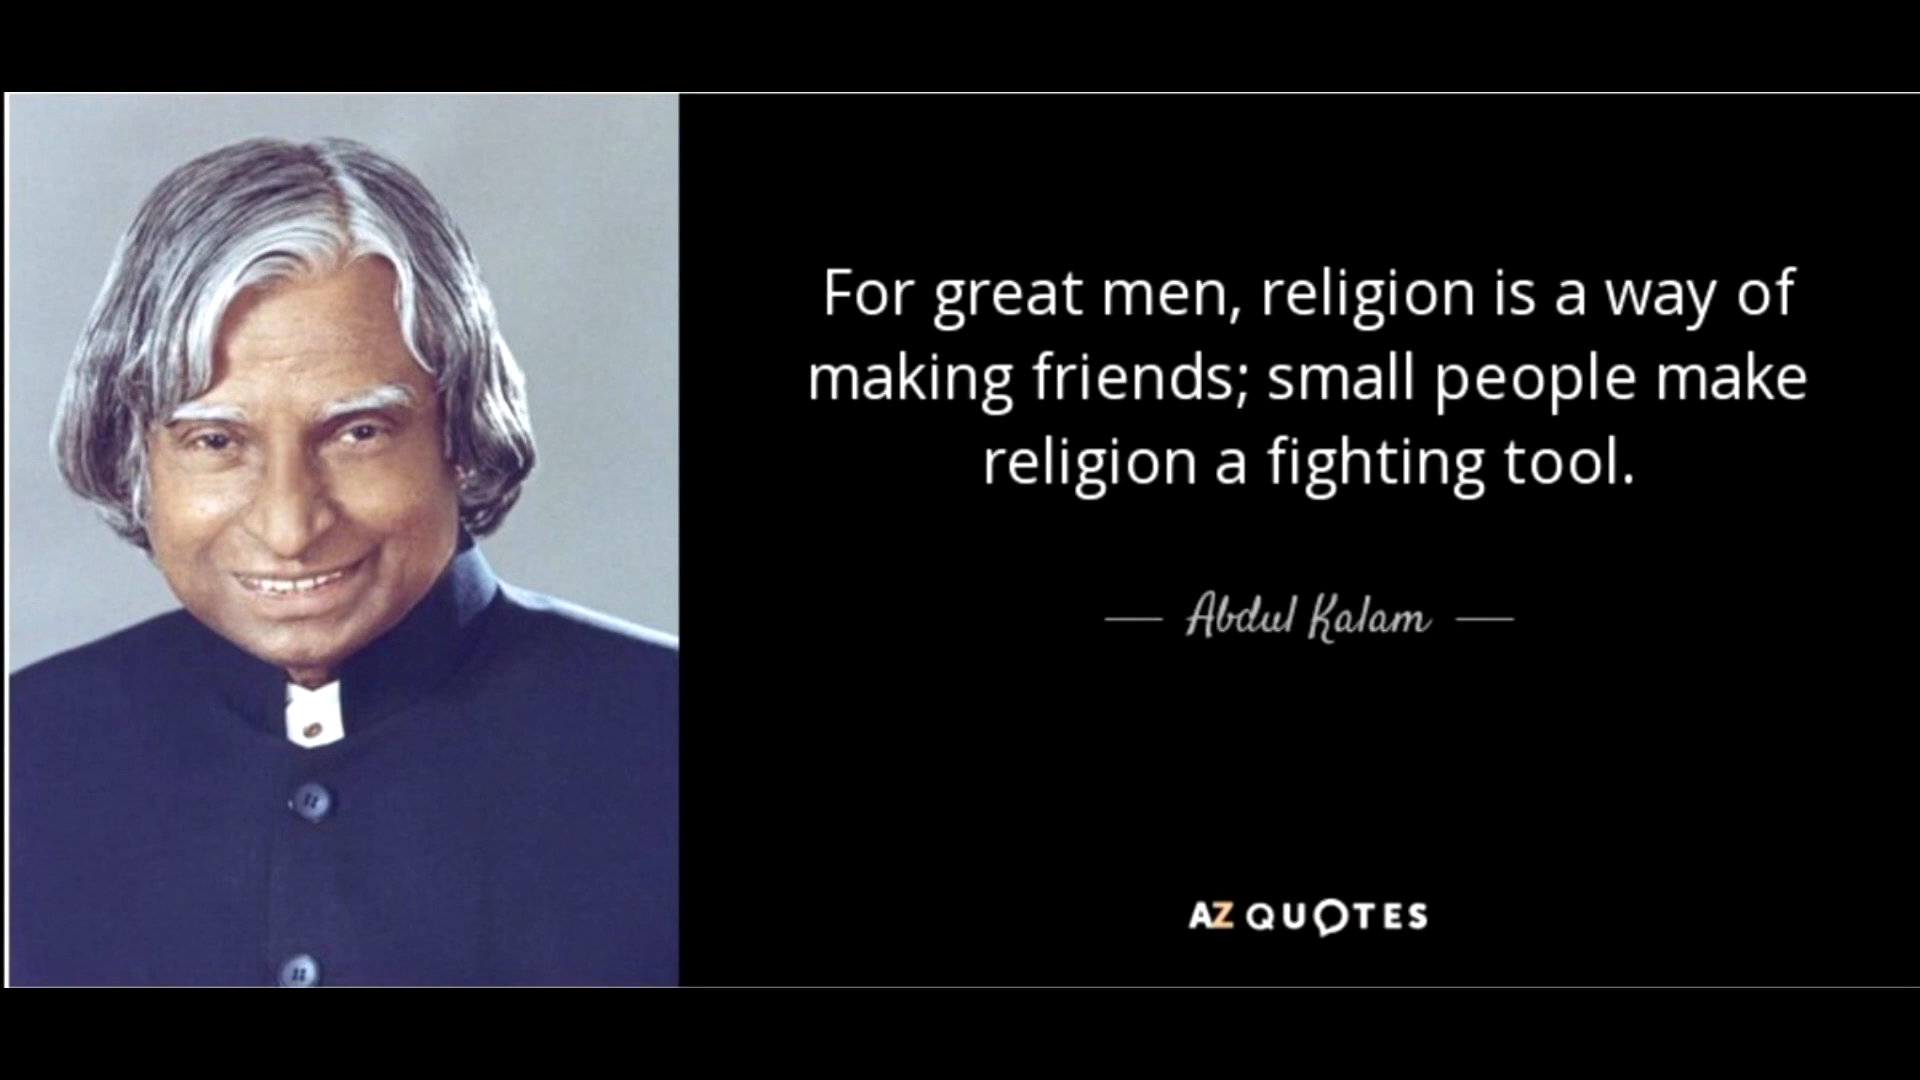 For great men, religion is a way of
making friends; small people make
religion a fighting tool.
Abdul Kalam
AZ QUOTES